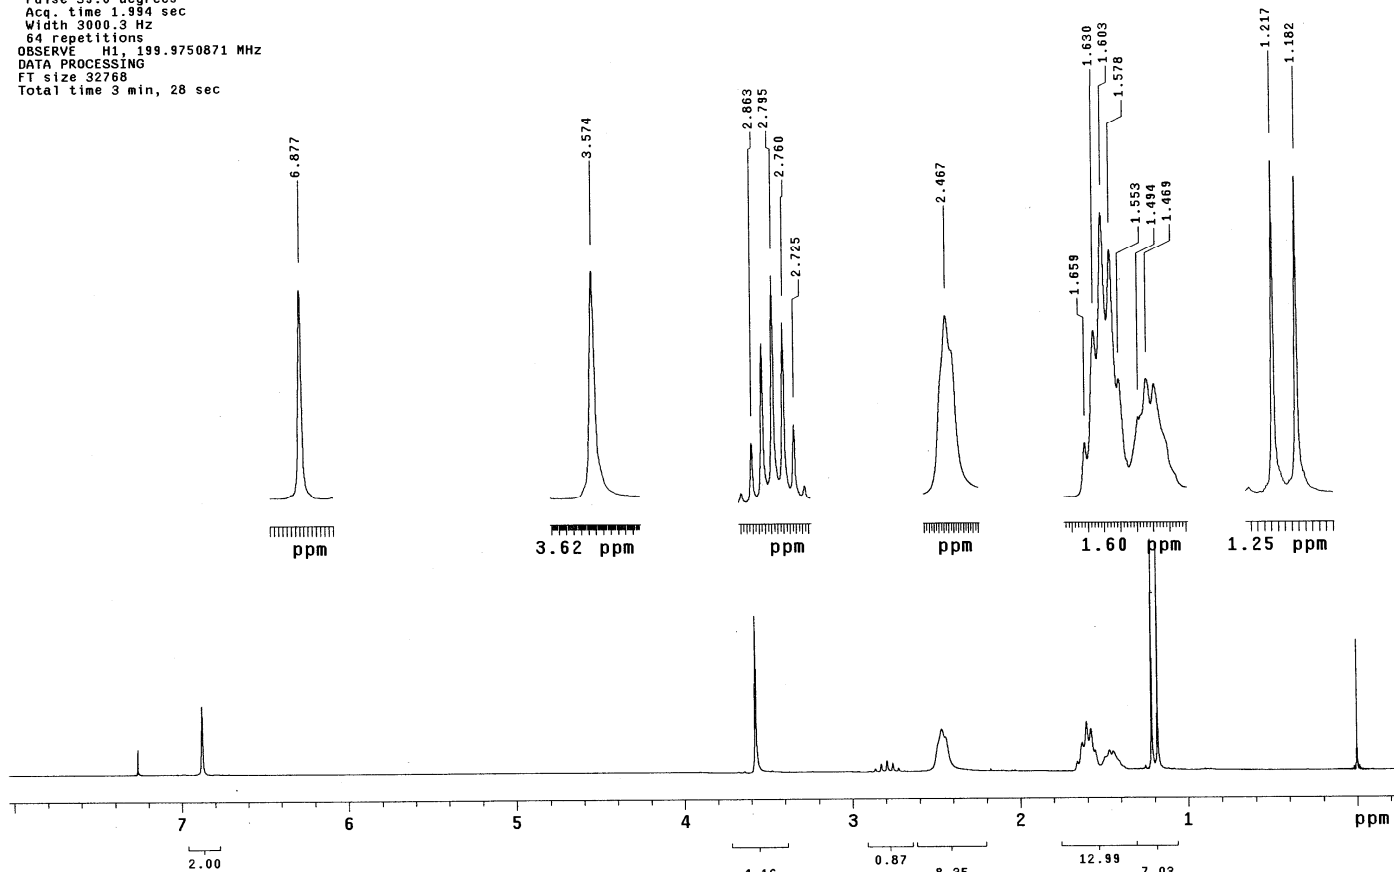 Acq. time 1.994 sec
Width 3000.3 Hz
64 repetitions
OBSERVE H1, 199.9750871 MHz
DATA PROCESSING
FT size 32768
Total time 3 min, 28 sec
6.877
3.574
2.863
2.795
2.760
2.725
2.467
1.659
1.630
1.603
1.578
1.553
1.494
1.469
1.217
1.182
ppm
3.62 ppm
ppm
ppm
1.60 ppm
1.25 ppm
7 6 5 4 3 2 1 ppm
2.00
0.87
12.99